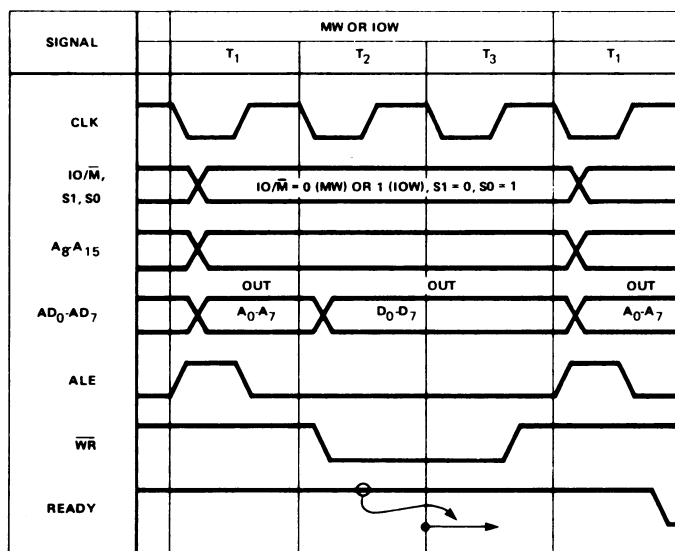 SIGNAL
MW OR IOW
T1 T2 T3 T1
CLK
IO/M̅,
S1, S0
IO/M̅ = 0 (MW) OR 1 (IOW), S1 = 0, S0 = 1
A8-A15
OUT OUT OUT
AD0-AD7
A0-A7 D0-D7 A0-A7
ALE
W̅R̅
READY